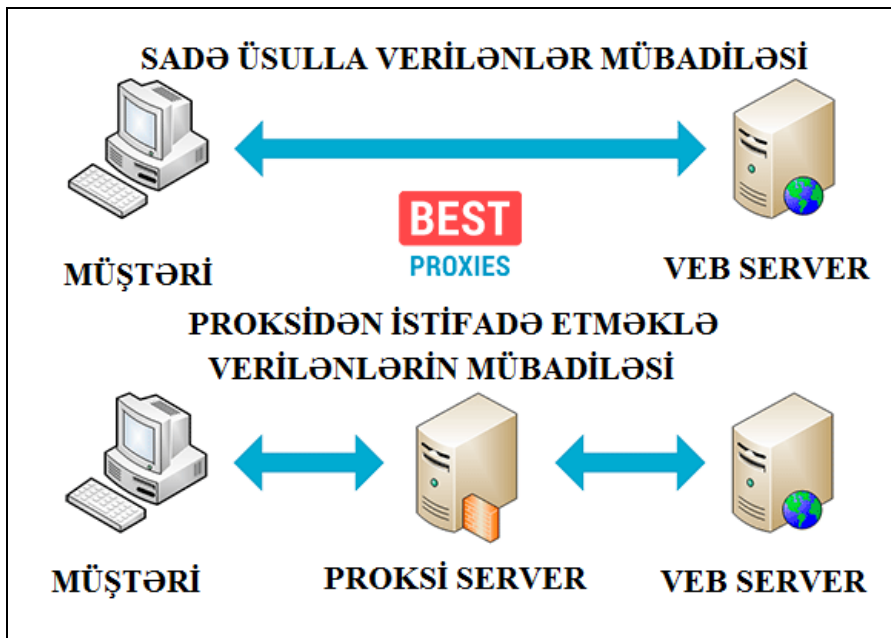 SADƏ ÜSULLA VERİLƏNLƏR MÜBADİLƏSİ
BEST
PROXIES
MÜŞTƏRİ
VEB SERVER
PROKSİDƏN İSTİFADƏ ETMƏKLƏ
VERİLƏNLƏRİN MÜBADİLƏSİ
MÜŞTƏRİ
PROKSİ SERVER
VEB SERVER